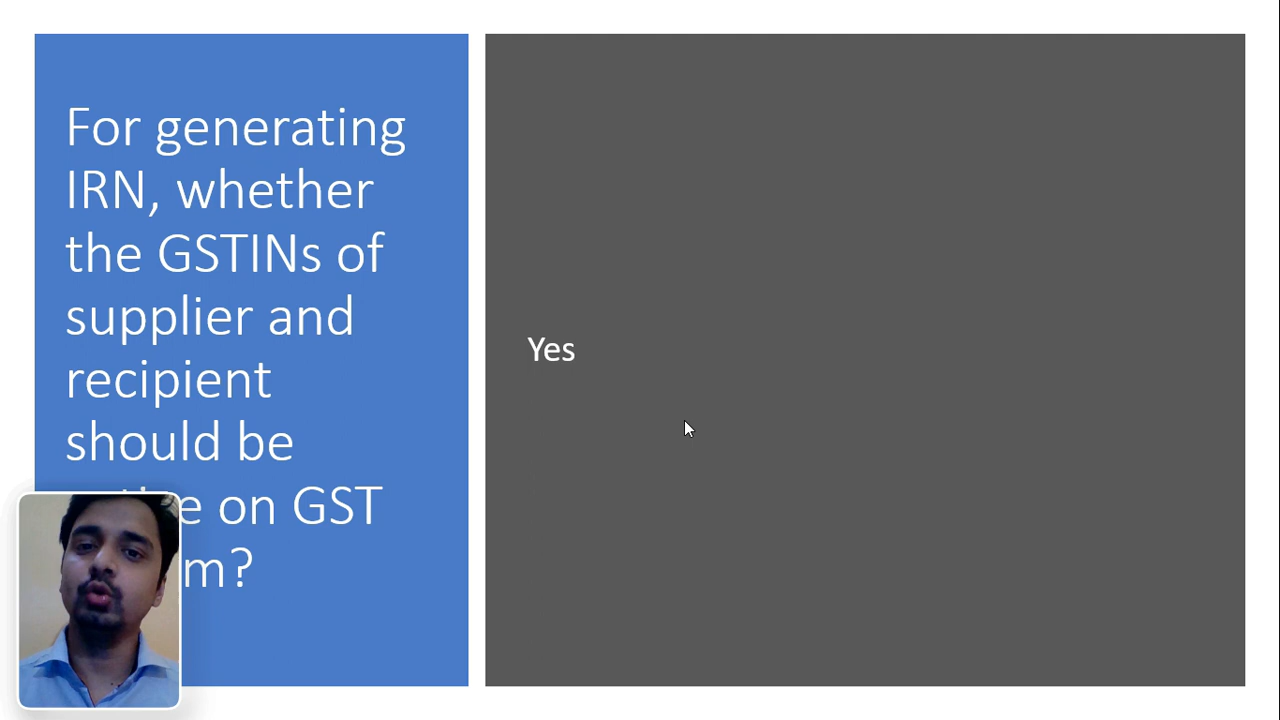 For generating
IRN, whether
the GSTINs of
supplier and
recipient
should be
on GST
Yes